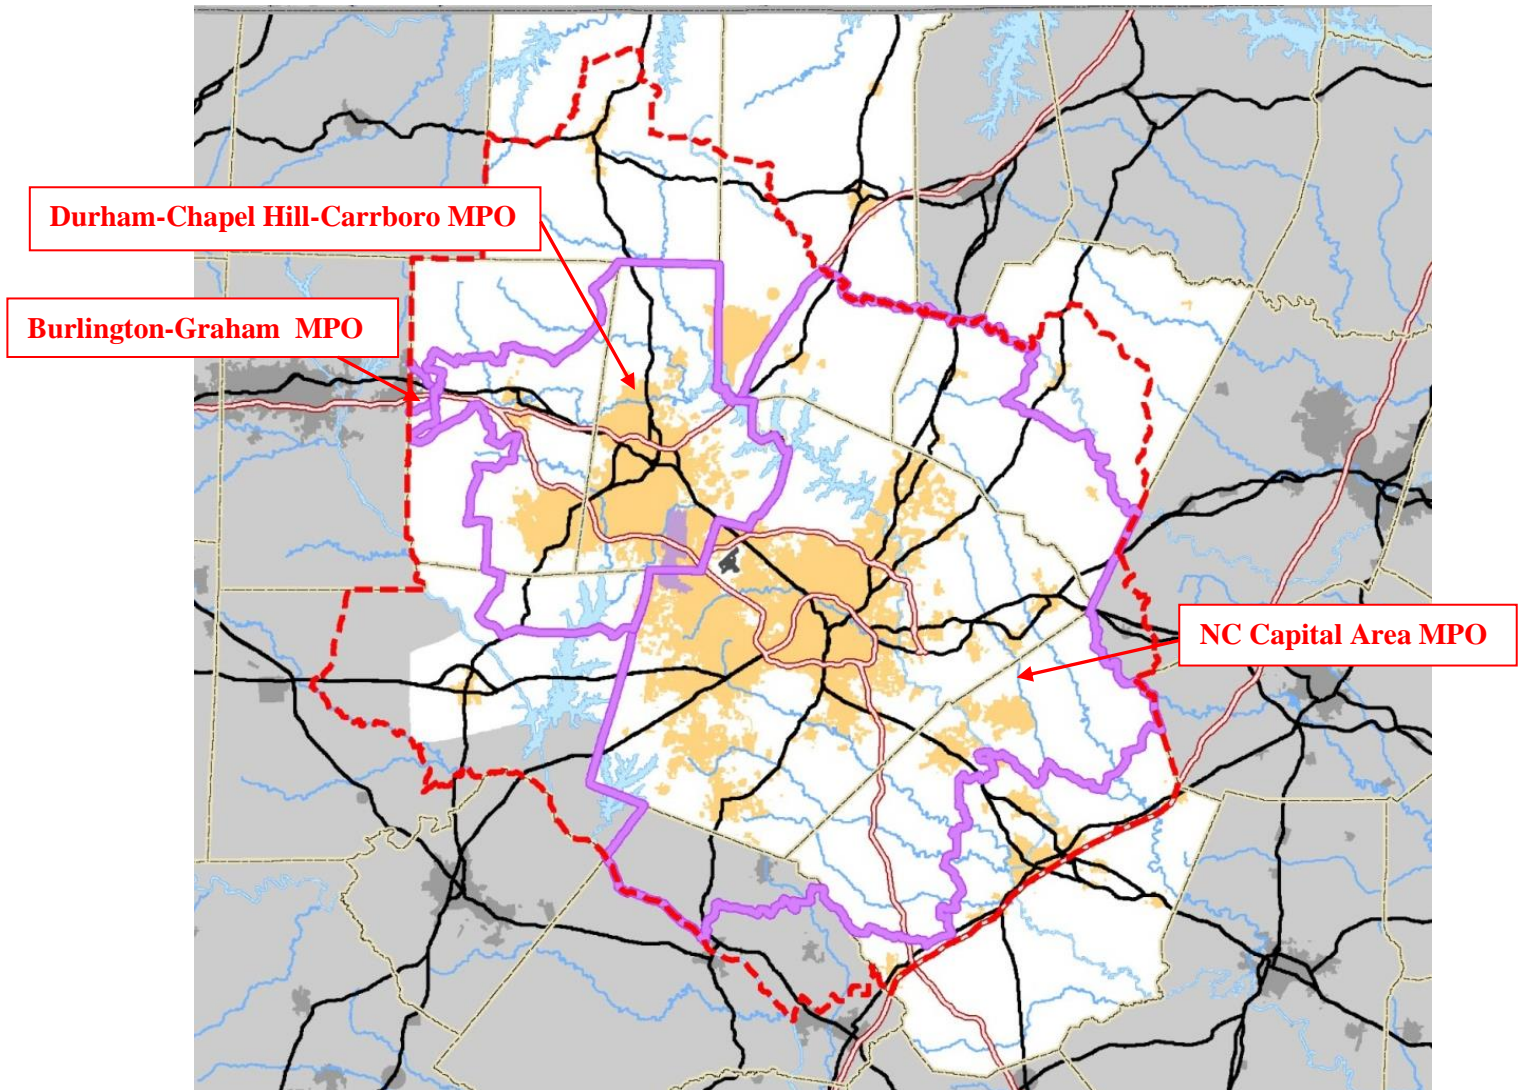 Durham-Chapel Hill-Carrboro MPO
Burlington-Graham MPO
NC Capital Area MPO